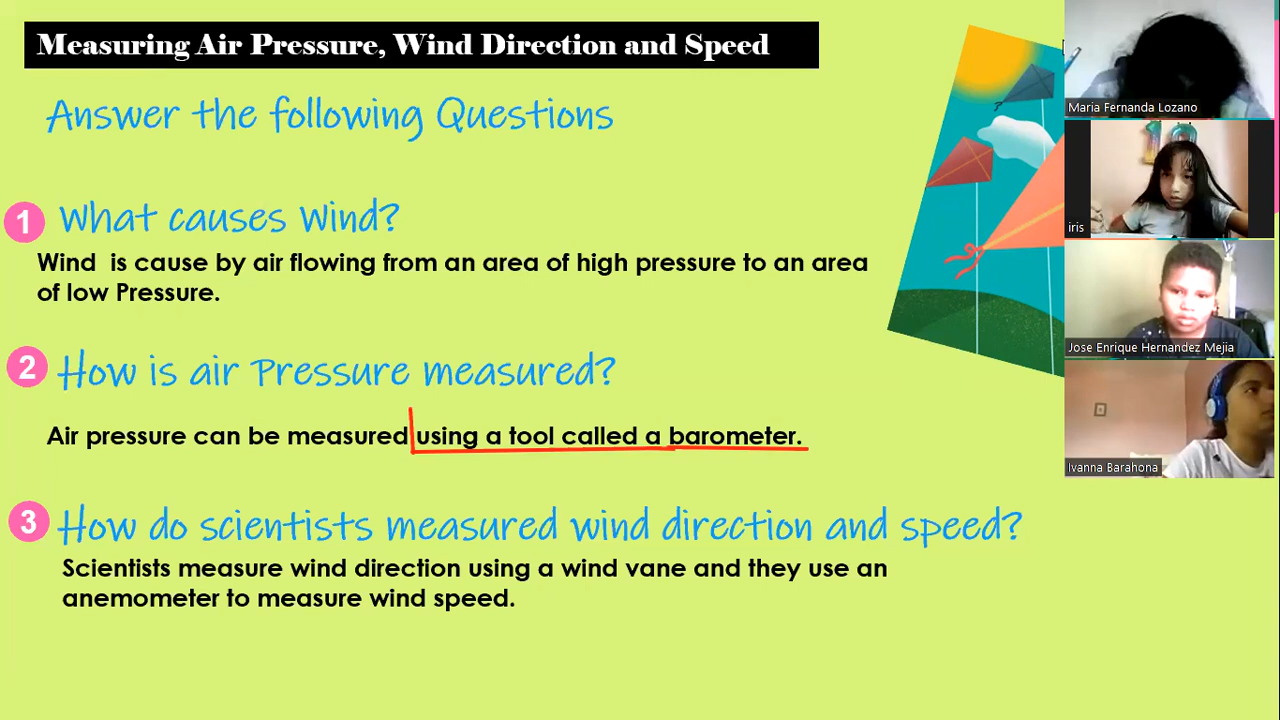 Measuring Air Pressure, Wind Direction and Speed
Answer the following Questions
1 What causes Wind?
Wind is cause by air flowing from an area of high pressure to an area
of low Pressure.
2 How is air Pressure measured?
Air pressure can be measured using a tool called a barometer.
3 How do scientists measured wind direction and speed?
Scientists measure wind direction using a wind vane and they use an
anemometer to measure wind speed.
Maria Fernanda Lozano
iris
Jose Enrique Hernandez Mejia
Ivanna Barahona